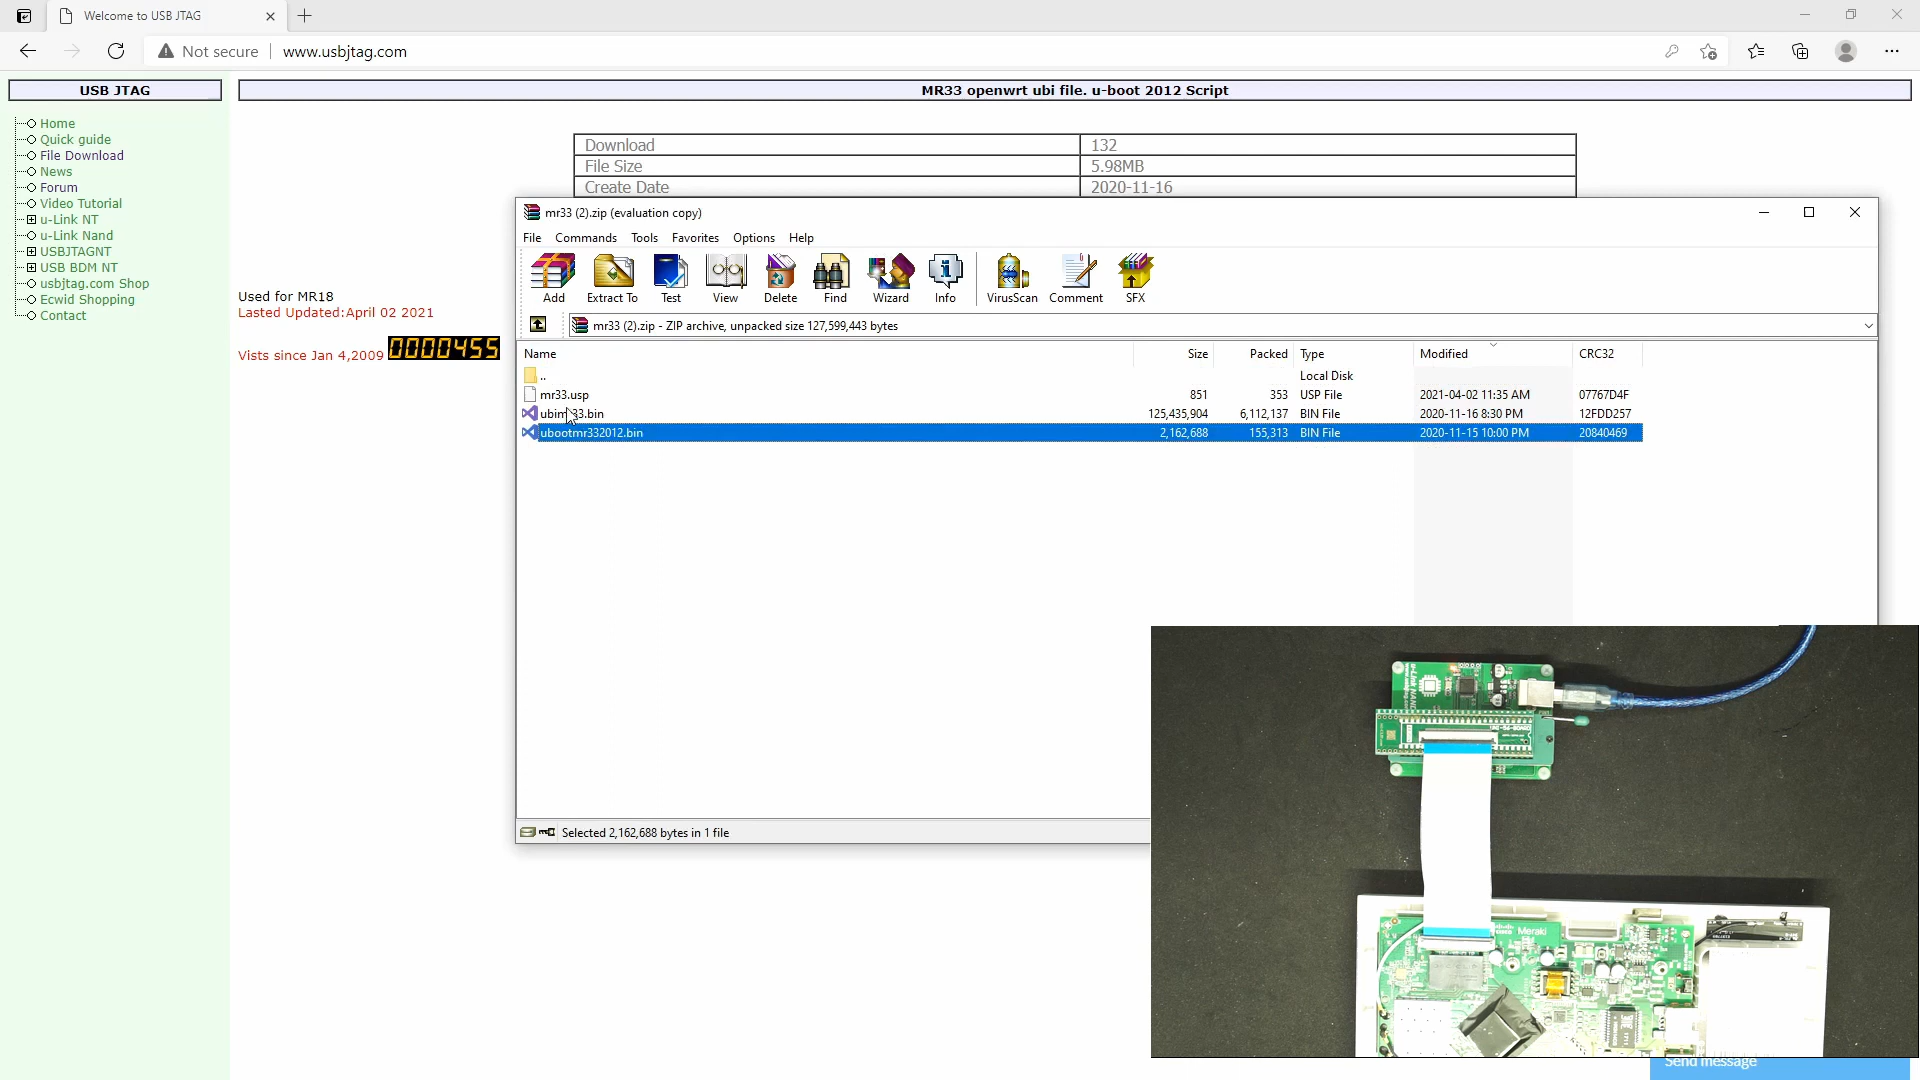 Welcome to USB JTAG
Not secure
www.usbjtag.com
USB JTAG
Home
Quick guide
File Download
News
Forum
Video Tutorial
u-Link NT
u-Link Nand
USBJTAGNT
USB BDM NT
usbjtag.com Shop
Ecwid Shopping
Contact
MR33 openwrt ubi file. u-boot 2012 Script
Download 132
File Size 5.98MB
Create Date 2020-11-16
Used for MR18
Lasted Updated:April 02 2021
Vists since Jan 4,2009 0000455
mr33 (2).zip (evaluation copy)
File Commands Tools Favorites Options Help
Add Extract To Test View Delete Find Wizard Info VirusScan Comment SFX
mr33 (2).zip - ZIP archive, unpacked size 127,599,443 bytes
Name Size Packed Type Modified CRC32
.. Local Disk
mr33.usp 851 353 USP File 2021-04-02 11:35 AM 07767D4F
ubimr33.bin 125,435,904 6,112,137 BIN File 2020-11-16 8:30 PM 12FDD257
ubootmr332012.bin 2,162,688 155,313 BIN File 2020-11-15 10:00 PM 20840469
Selected 2,162,688 bytes in 1 file
Meraki
Send message